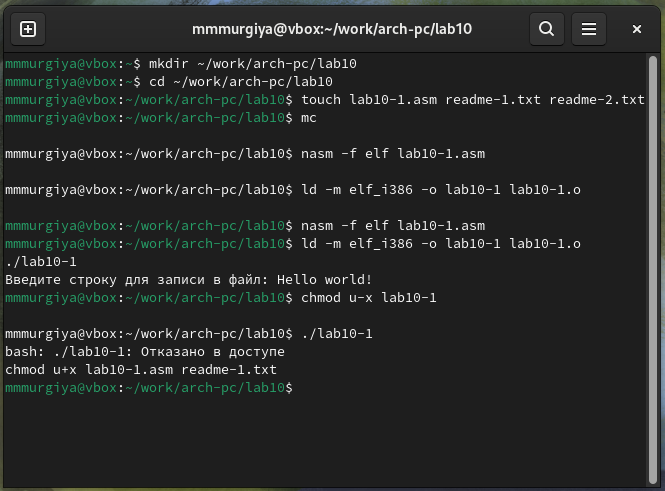 mmmurgiya@vbox:~/work/arch-pc/lab10
mmmurgiya@vbox:~$ mkdir ~/work/arch-pc/lab10
mmmurgiya@vbox:~$ cd ~/work/arch-pc/lab10
mmmurgiya@vbox:~/work/arch-pc/lab10$ touch lab10-1.asm readme-1.txt readme-2.txt
mmmurgiya@vbox:~/work/arch-pc/lab10$ mc
mmmurgiya@vbox:~/work/arch-pc/lab10$ nasm -f elf lab10-1.asm
mmmurgiya@vbox:~/work/arch-pc/lab10$ ld -m elf_i386 -o lab10-1 lab10-1.o
mmmurgiya@vbox:~/work/arch-pc/lab10$ nasm -f elf lab10-1.asm
mmmurgiya@vbox:~/work/arch-pc/lab10$ ld -m elf_i386 -o lab10-1 lab10-1.o
./lab10-1
Введите строку для записи в файл: Hello world!
mmmurgiya@vbox:~/work/arch-pc/lab10$ chmod u-x lab10-1
mmmurgiya@vbox:~/work/arch-pc/lab10$ ./lab10-1
bash: ./lab10-1: Отказано в доступе
chmod u+x lab10-1.asm readme-1.txt
mmmurgiya@vbox:~/work/arch-pc/lab10$